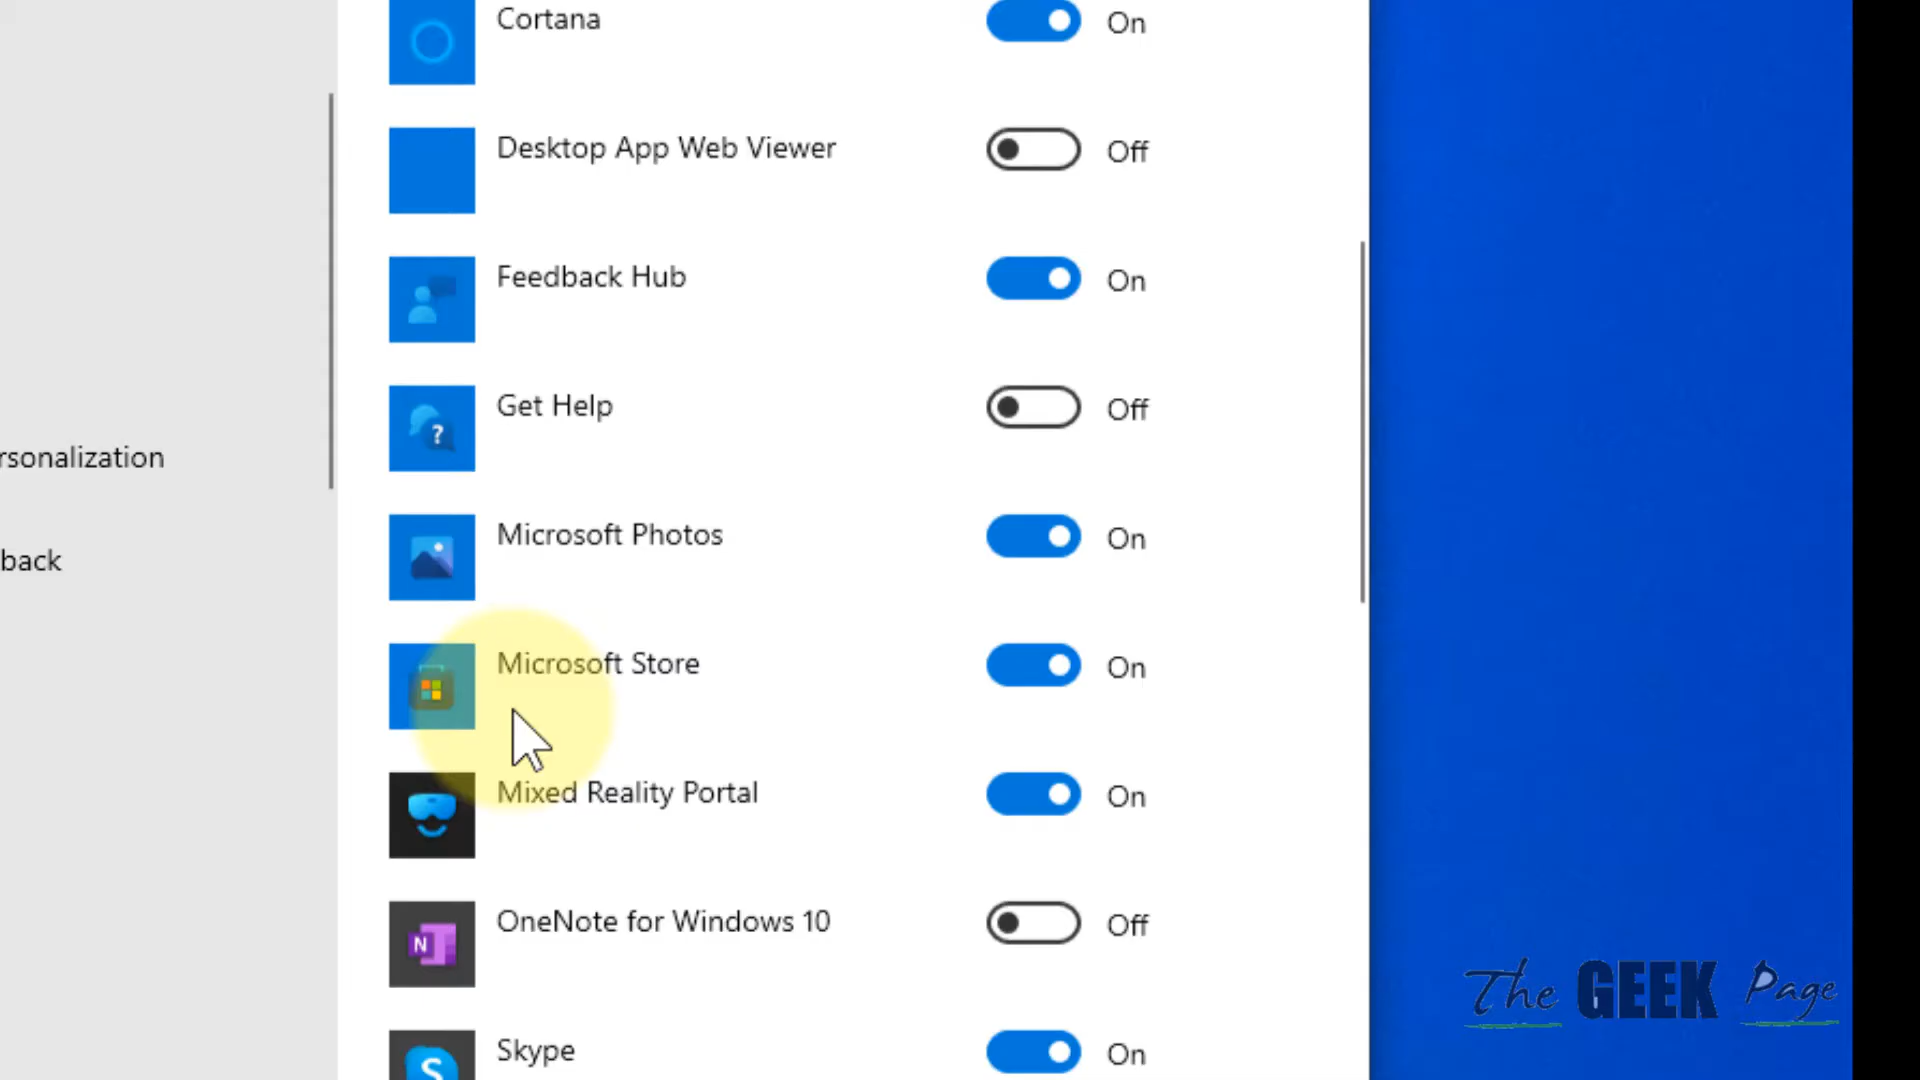 Cortana On
Desktop App Web Viewer Off
Feedback Hub On
Get Help Off
rsonalization
Microsoft Photos On
back
Microsoft Store On
Mixed Reality Portal On
OneNote for Windows 10 Off
N
The GEEK Page
Skype On
S